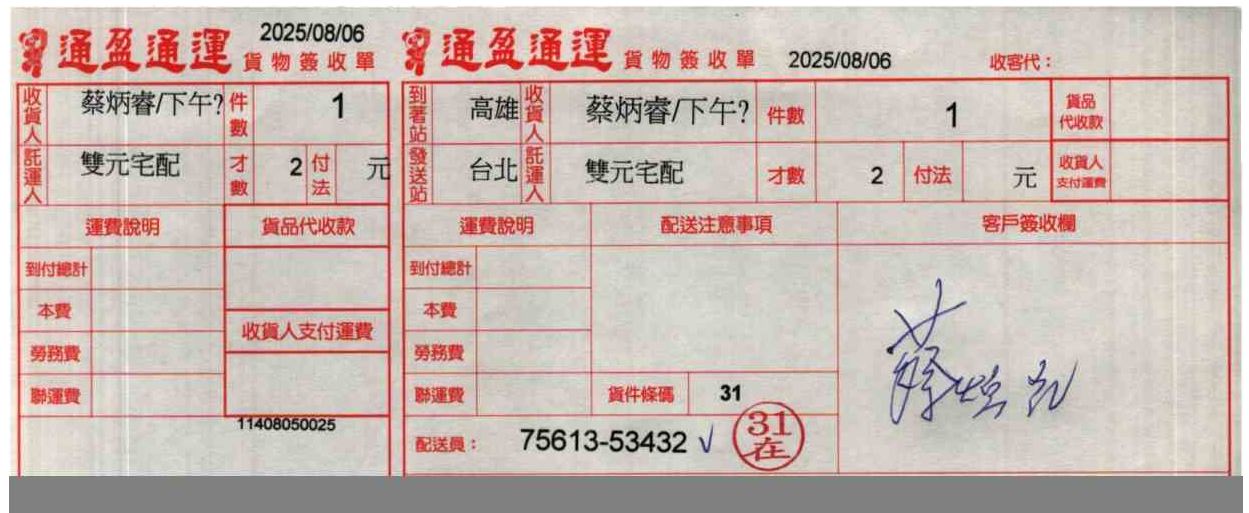 通盈通運
2025/08/06
貨物簽收單
收貨人 蔡炳睿/下午? 件數 1
託運人 雙元宅配 才數 2 付法 元
運費說明 貨品代收款
到付總計
本費
收貨人支付運費
勞務費
聯運費
11408050025
通盈通運 貨物簽收單 2025/08/06 收客代：
到著站 高雄 收貨人 蔡炳睿/下午? 件數 1 貨品代收款
發送站 台北 託運人 雙元宅配 才數 2 付法 元 收貨人支付運費
運費說明 配送注意事項 客戶簽收欄
到付總計
本費
勞務費
聯運費 貨件條碼 31
配送員： 75613-53432 ✓ 31在
蔡